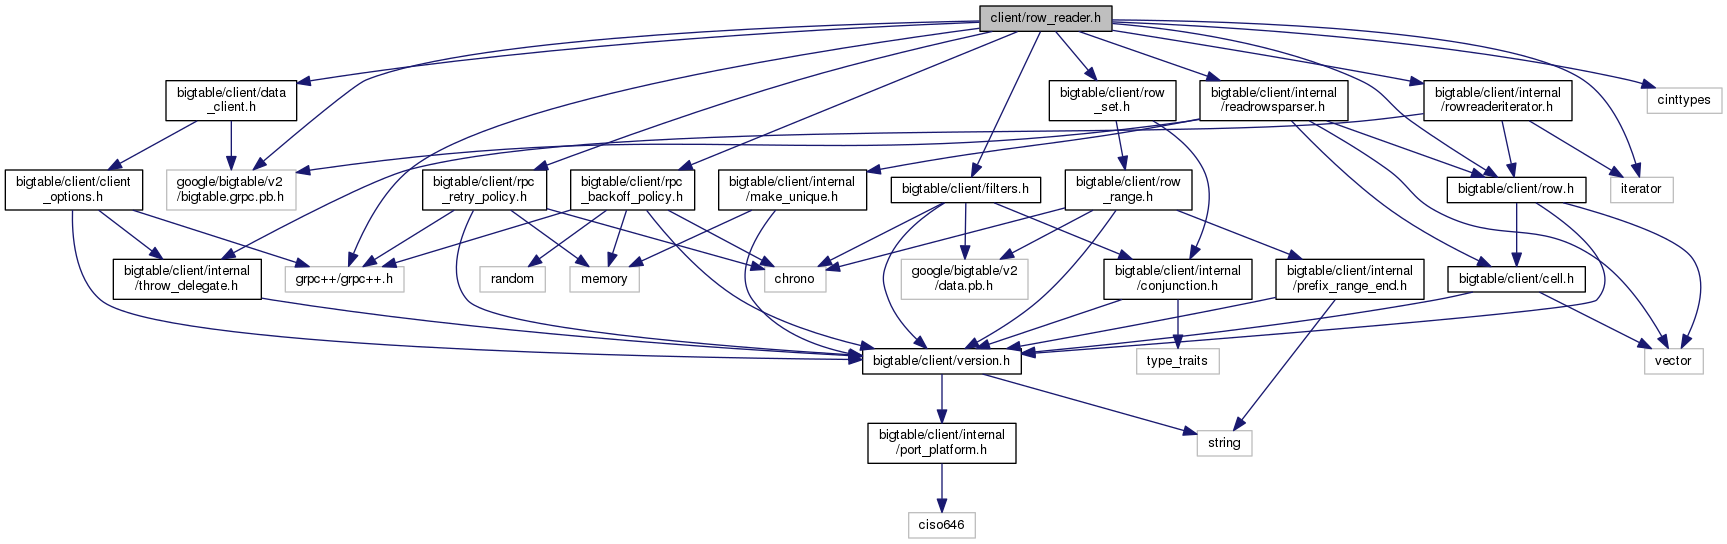 client/row_reader.h
bigtable/client/data
_client.h
bigtable/client/row
_set.h
bigtable/client/internal
/readrowsparser.h
bigtable/client/internal
/rowreaderiterator.h
cinttypes
bigtable/client/client
_options.h
google/bigtable/v2
/bigtable.grpc.pb.h
bigtable/client/rpc
_retry_policy.h
bigtable/client/rpc
_backoff_policy.h
bigtable/client/internal
/make_unique.h
bigtable/client/filters.h
bigtable/client/row
_range.h
bigtable/client/row.h
iterator
bigtable/client/internal
/throw_delegate.h
grpc++/grpc++.h
random
memory
chrono
google/bigtable/v2
/data.pb.h
bigtable/client/internal
/conjunction.h
bigtable/client/internal
/prefix_range_end.h
bigtable/client/cell.h
bigtable/client/version.h
type_traits
vector
bigtable/client/internal
/port_platform.h
string
ciso646